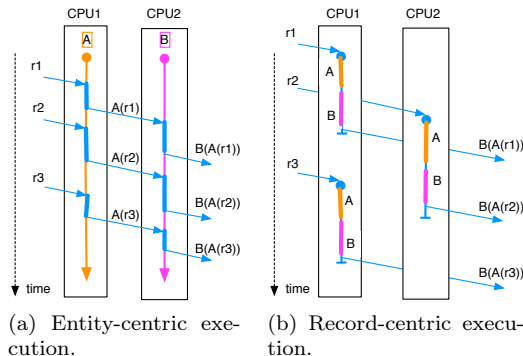 CPU1
CPU2
A
B
r1
r2
r3
A(r1)
A(r2)
A(r3)
B(A(r1))
B(A(r2))
B(A(r3))
time
(a) Entity-centric exe-
cution.
CPU1
CPU2
r1
r2
r3
A
B
A
B
A
B
B(A(r1))
B(A(r2))
B(A(r3))
time
(b) Record-centric execu-
tion.